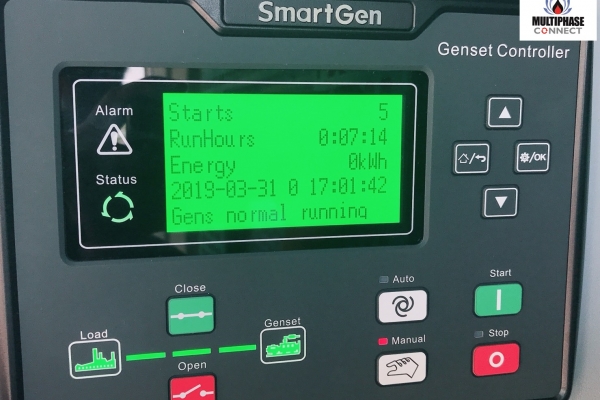 SmartGen
MULTIPHASE
CONNECT
Genset Controller
Alarm
Status
Starts 5
RunHours 0:07:14
Energy 0kWh
2019-03-31 0 17:01:42
Gens normal running
/OK
Close
Open
Load
Genset
Auto
Manual
Start
Stop